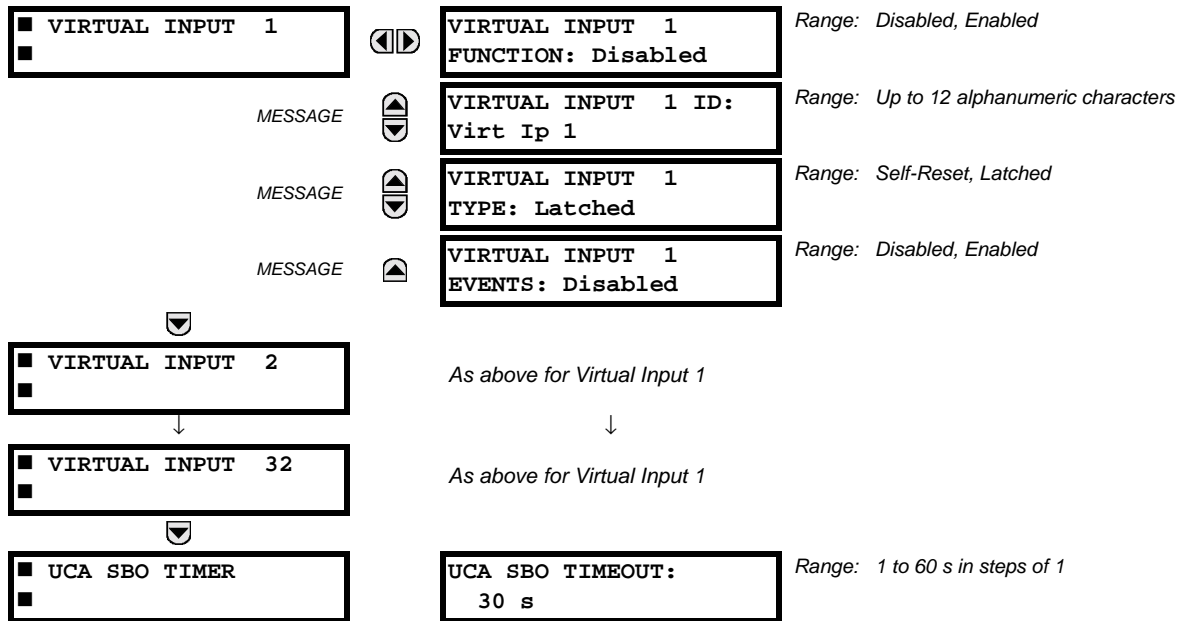 ■ VIRTUAL INPUT 1
■
VIRTUAL INPUT 1
FUNCTION: Disabled
Range: Disabled, Enabled
MESSAGE
VIRTUAL INPUT 1 ID:
Virt Ip 1
Range: Up to 12 alphanumeric characters
MESSAGE
VIRTUAL INPUT 1
TYPE: Latched
Range: Self-Reset, Latched
MESSAGE
VIRTUAL INPUT 1
EVENTS: Disabled
Range: Disabled, Enabled
■ VIRTUAL INPUT 2
■
As above for Virtual Input 1
↓ ↓
■ VIRTUAL INPUT 32
■
As above for Virtual Input 1
■ UCA SBO TIMER
■
UCA SBO TIMEOUT:
30 s
Range: 1 to 60 s in steps of 1